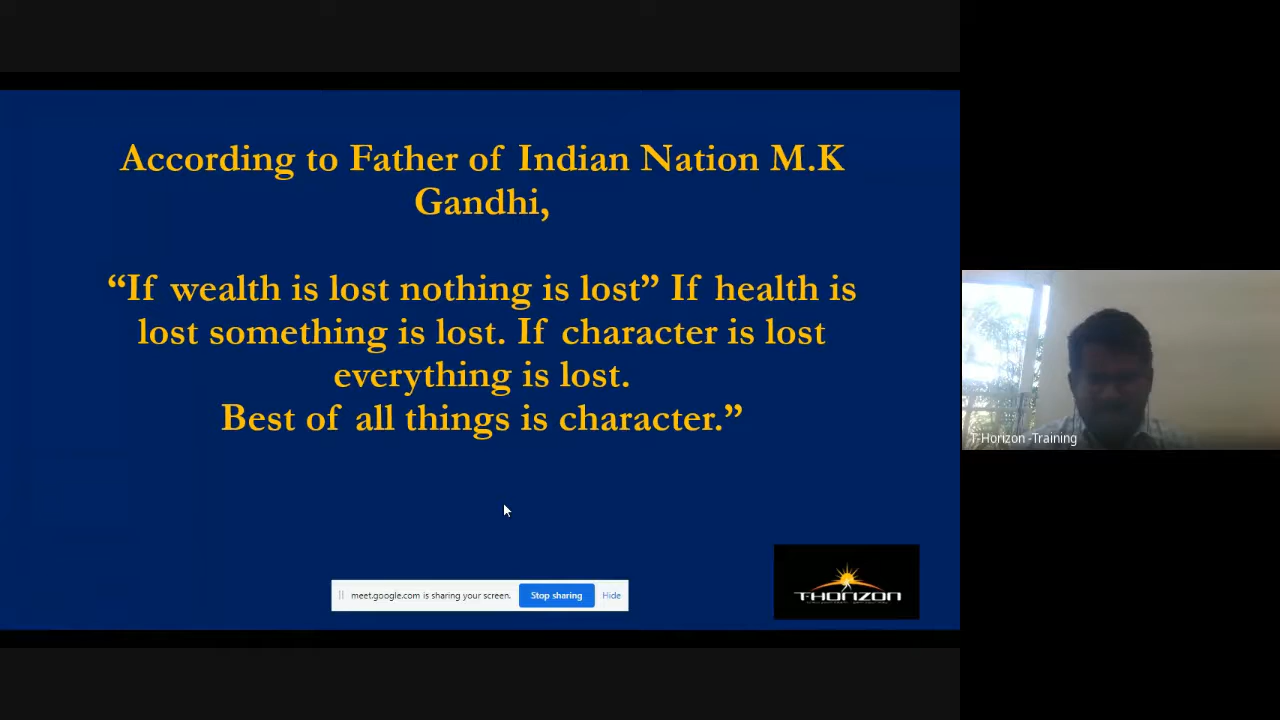 According to Father of Indian Nation M.K
Gandhi,
“If wealth is lost nothing is lost” If health is
lost something is lost. If character is lost
everything is lost.
Best of all things is character.”
T-Horizon -Training
meet.google.com is sharing your screen.
Stop sharing
Hide
T-HORIZON